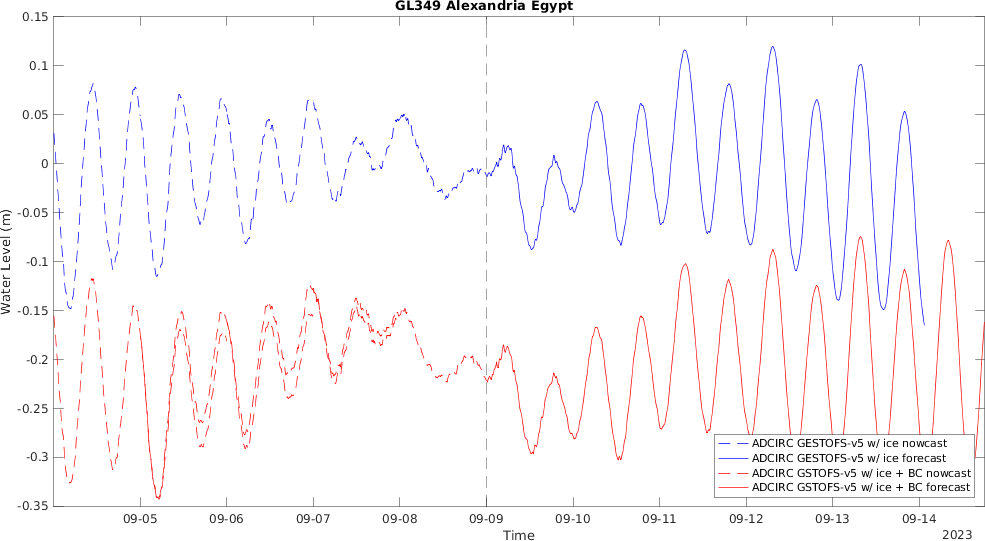 GL349 Alexandria Egypt
0.15
0.1
0.05
0
-0.05
-0.1
-0.15
-0.2
-0.25
-0.3
-0.35
Water Level (m)
ADCIRC GESTOFS-v5 w/ ice nowcast
ADCIRC GESTOFS-v5 w/ ice forecast
ADCIRC GSTOFS-v5 w/ ice + BC nowcast
ADCIRC GSTOFS-v5 w/ ice + BC forecast
09-05 09-06 09-07 09-08 09-09 09-10 09-11 09-12 09-13 09-14
Time
2023